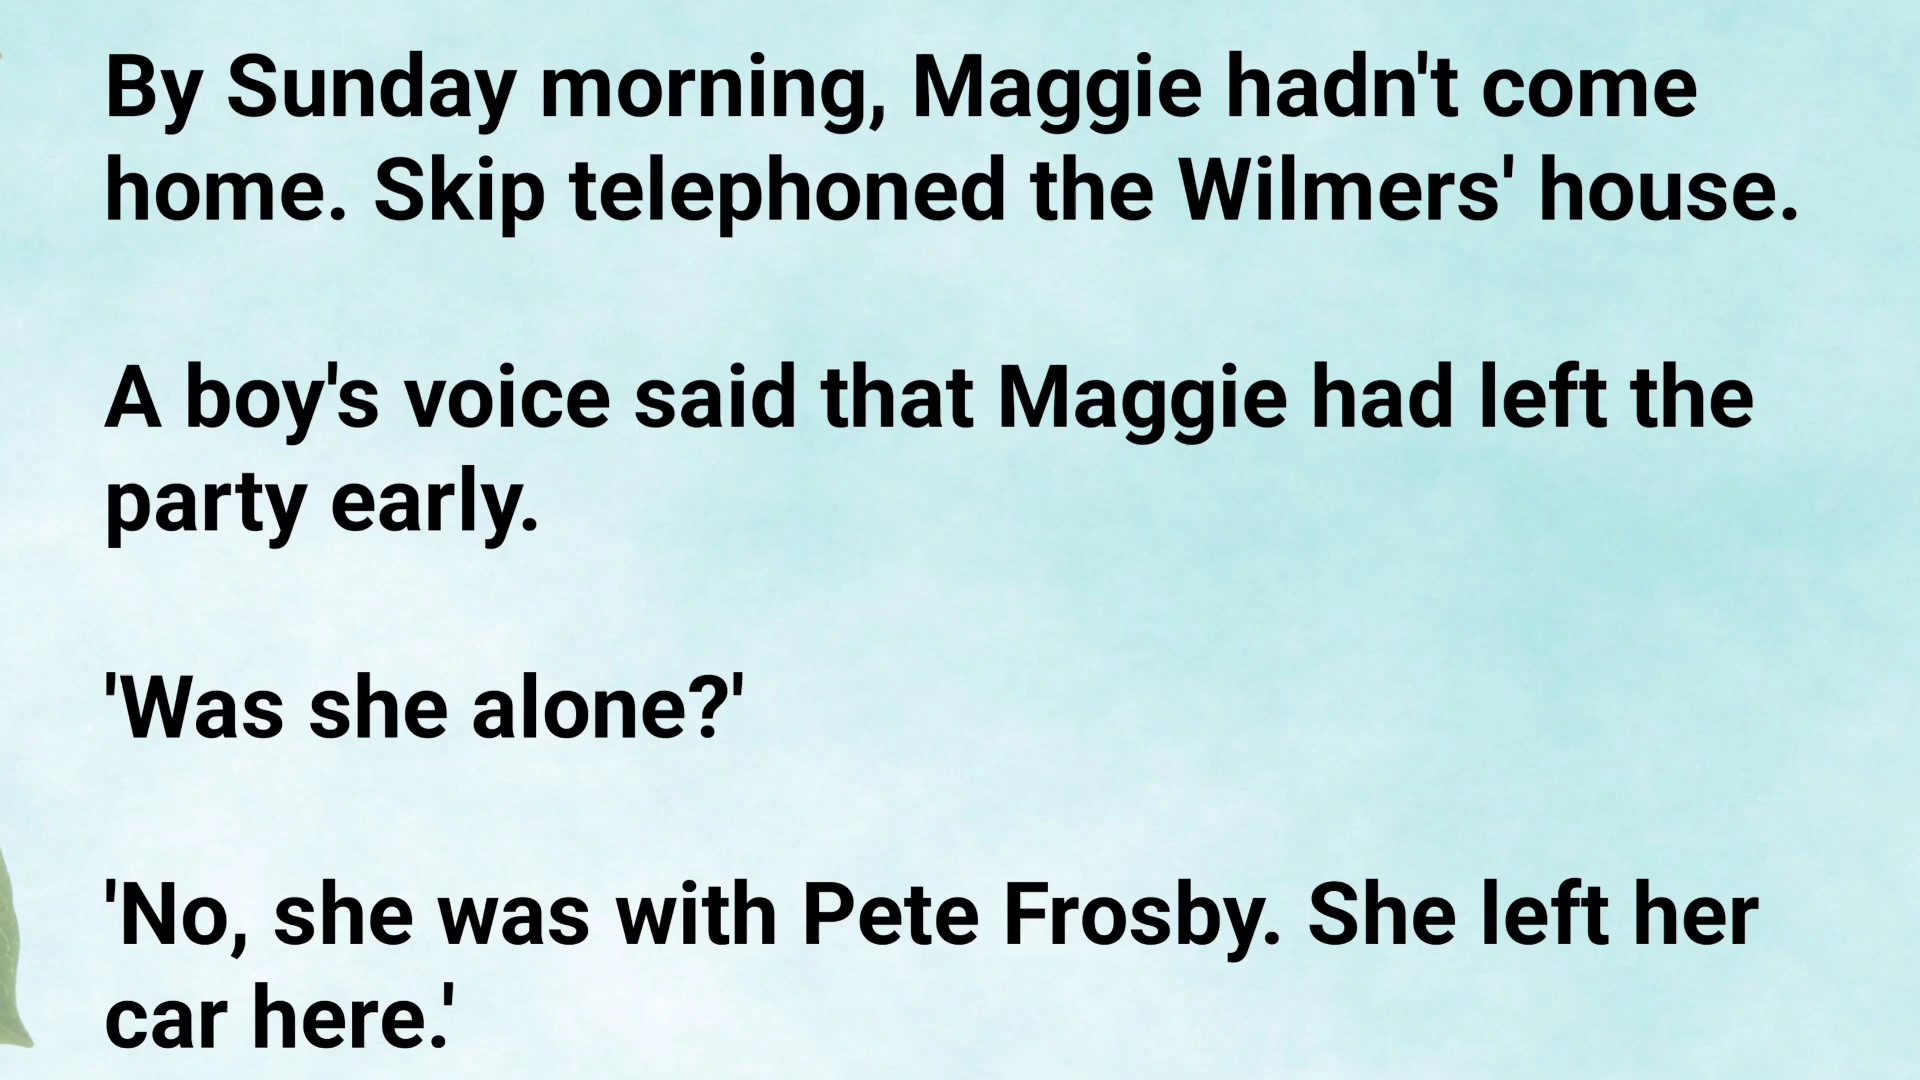 By Sunday morning, Maggie hadn't come
home. Skip telephoned the Wilmers' house.
A boy's voice said that Maggie had left the
party early.
'Was she alone?'
'No, she was with Pete Frosby. She left her
car here.'